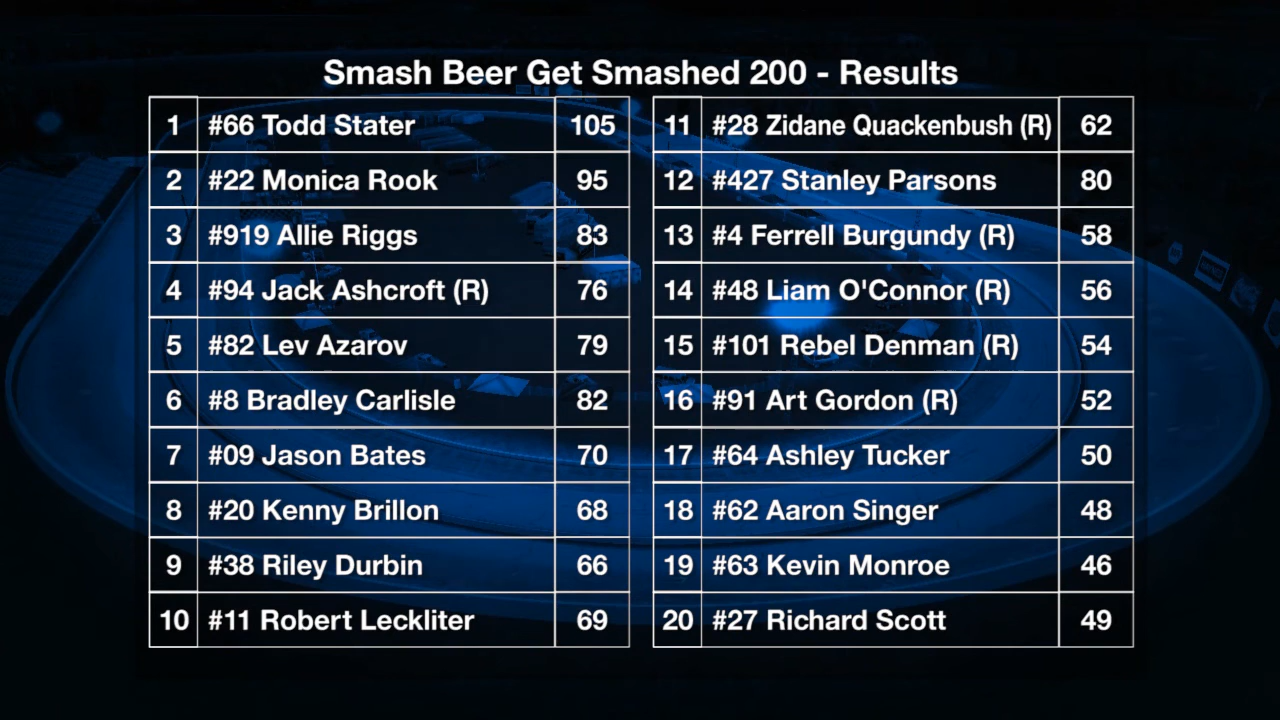 Smash Beer Get Smashed 200 - Results
1 #66 Todd Stater 105
2 #22 Monica Rook 95
3 #919 Allie Riggs 83
4 #94 Jack Ashcroft (R) 76
5 #82 Lev Azarov 79
6 #8 Bradley Carlisle 82
7 #09 Jason Bates 70
8 #20 Kenny Brillon 68
9 #38 Riley Durbin 66
10 #11 Robert Leckliter 69
11 #28 Zidane Quackenbush (R) 62
12 #427 Stanley Parsons 80
13 #4 Ferrell Burgundy (R) 58
14 #48 Liam O'Connor (R) 56
15 #101 Rebel Denman (R) 54
16 #91 Art Gordon (R) 52
17 #64 Ashley Tucker 50
18 #62 Aaron Singer 48
19 #63 Kevin Monroe 46
20 #27 Richard Scott 49